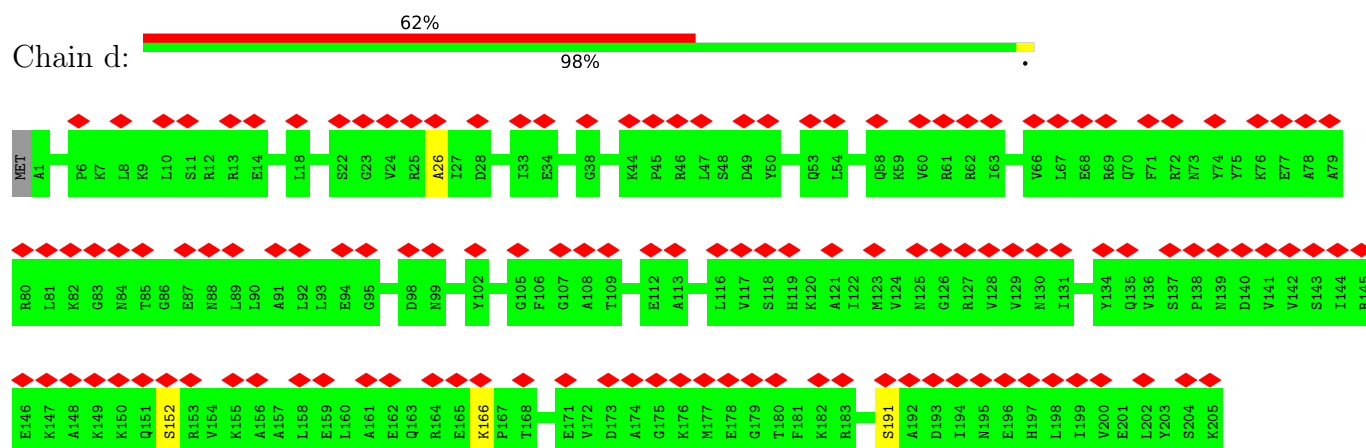 62%
Chain d:
98%
•
MET A1 P6 K7 L8 K9 L10 S11 R12 R13 E14 L18 S22 G23 V24 R25 A26 I27 D28 I33 E34 G38 K44 P45 R46 L47 S48 D49 Y50 Q53 L54 Q58 K59 V60 R61 R62 I63 V66 L67 E68 R69 Q70 F71 R72 N73 Y74 Y75 K76 E77 A78 A79
R80 L81 K82 G83 N84 T85 G86 E87 N88 L89 L90 A91 L92 L93 E94 G95 D98 N99 Y102 G105 F106 G107 A108 T109 E112 A113 L116 V117 S118 H119 K120 A121 I122 M123 V124 N125 G126 R127 V128 V129 N130 I131 Y134 Q135 V136 S137 P138 N139 D140 V141 V142 S143 I144 R145
E146 K147 A148 K149 K150 Q151 S152 R153 V154 K155 A156 A157 L158 E159 L160 A161 E162 Q163 R164 E165 K166 P167 T168 E171 V172 D173 A174 G175 K176 M177 E178 G179 T180 F181 K182 R183 S191 A192 D193 I194 N195 E196 H197 L198 I199 V200 E201 L202 Y203 S204 K205